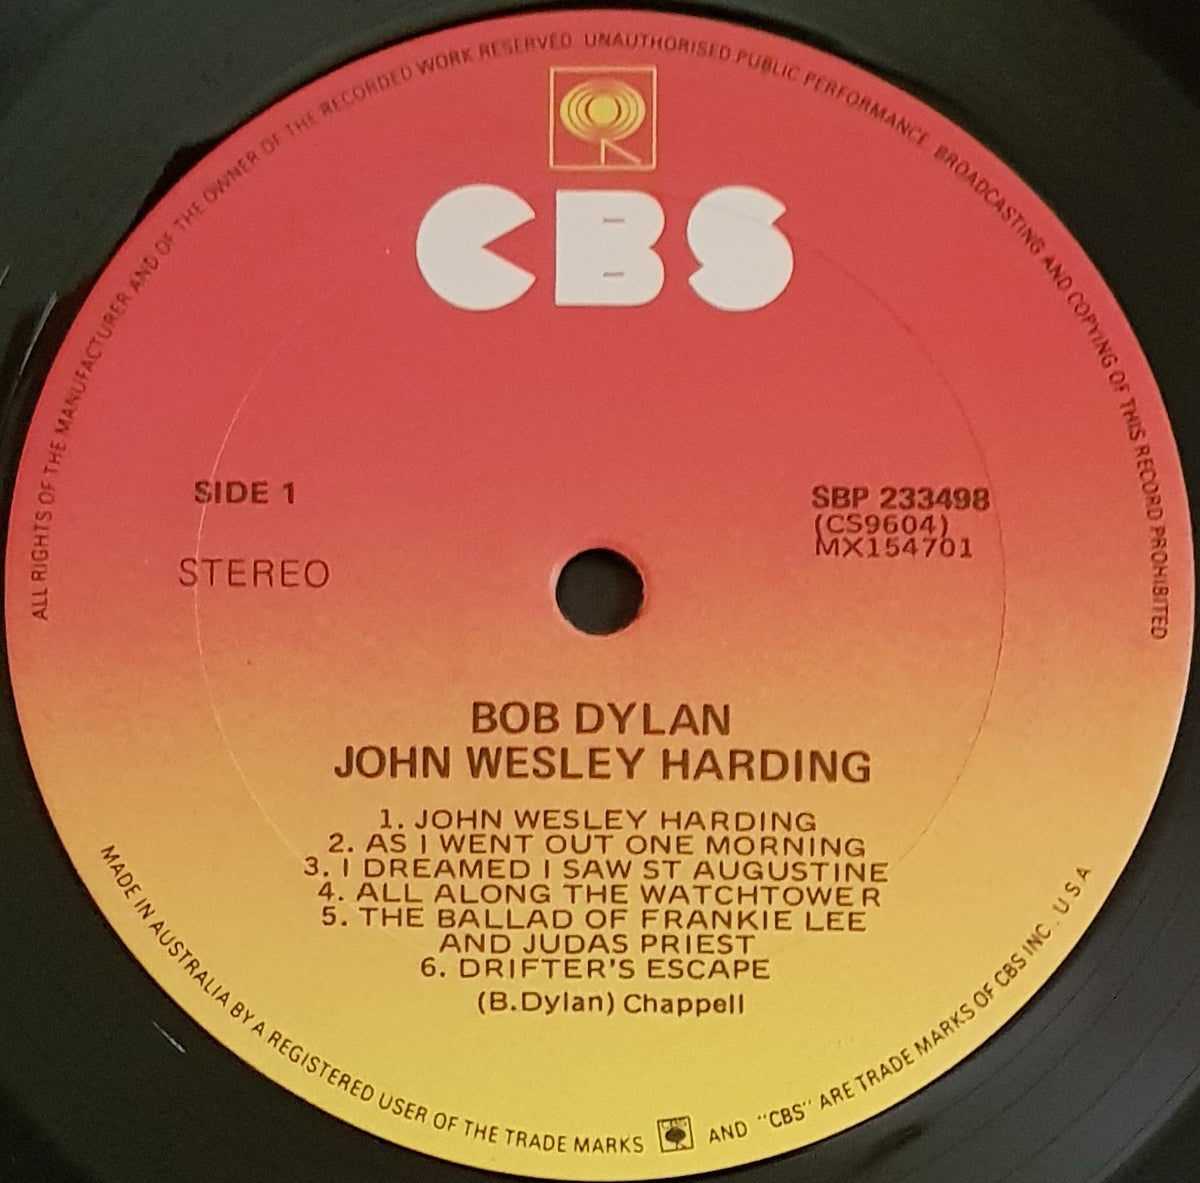 ALL RIGHTS OF THE MANUFACTURER AND OF THE OWNER OF THE RECORDED WORK RESERVED. UNAUTHORISED PUBLIC PERFORMANCE. BROADCASTING AND COPYING OF THIS RECORD PROHIBITED
CBS
SIDE 1
STEREO
SBP 233498
(CS9604)
MX154701
BOB DYLAN
JOHN WESLEY HARDING
1. JOHN WESLEY HARDING
2. AS I WENT OUT ONE MORNING
3. I DREAMED I SAW ST AUGUSTINE
4. ALL ALONG THE WATCHTOWER
5. THE BALLAD OF FRANKIE LEE
AND JUDAS PRIEST
6. DRIFTER'S ESCAPE
(B.Dylan) Chappell
MADE IN AUSTRALIA BY A REGISTERED USER OF THE TRADE MARKS AND "CBS" ARE TRADE MARKS OF CBS INC. U S A